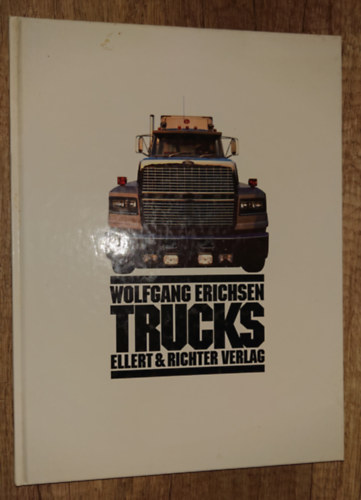 WOLFGANG ERICHSEN
TRUCKS
ELLERT & RICHTER VERLAG